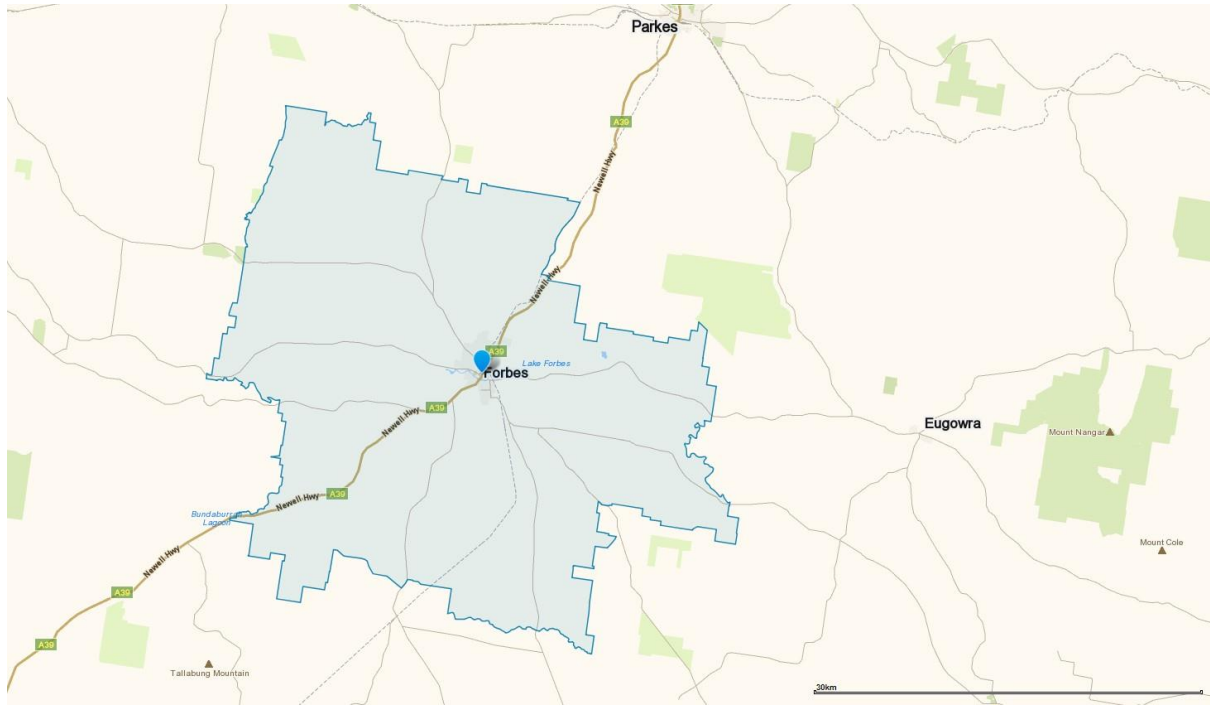 Parkes
A39
Newell Hwy
Newell Hwy
A39
Lake Forbes
Forbes
A39
Newell Hwy
Eugowra
Mount Nangar
A39
Newell Hwy
Lagoon
Newell Hwy
Mount Cole
A39
A39
Tallabung Mountain
30km